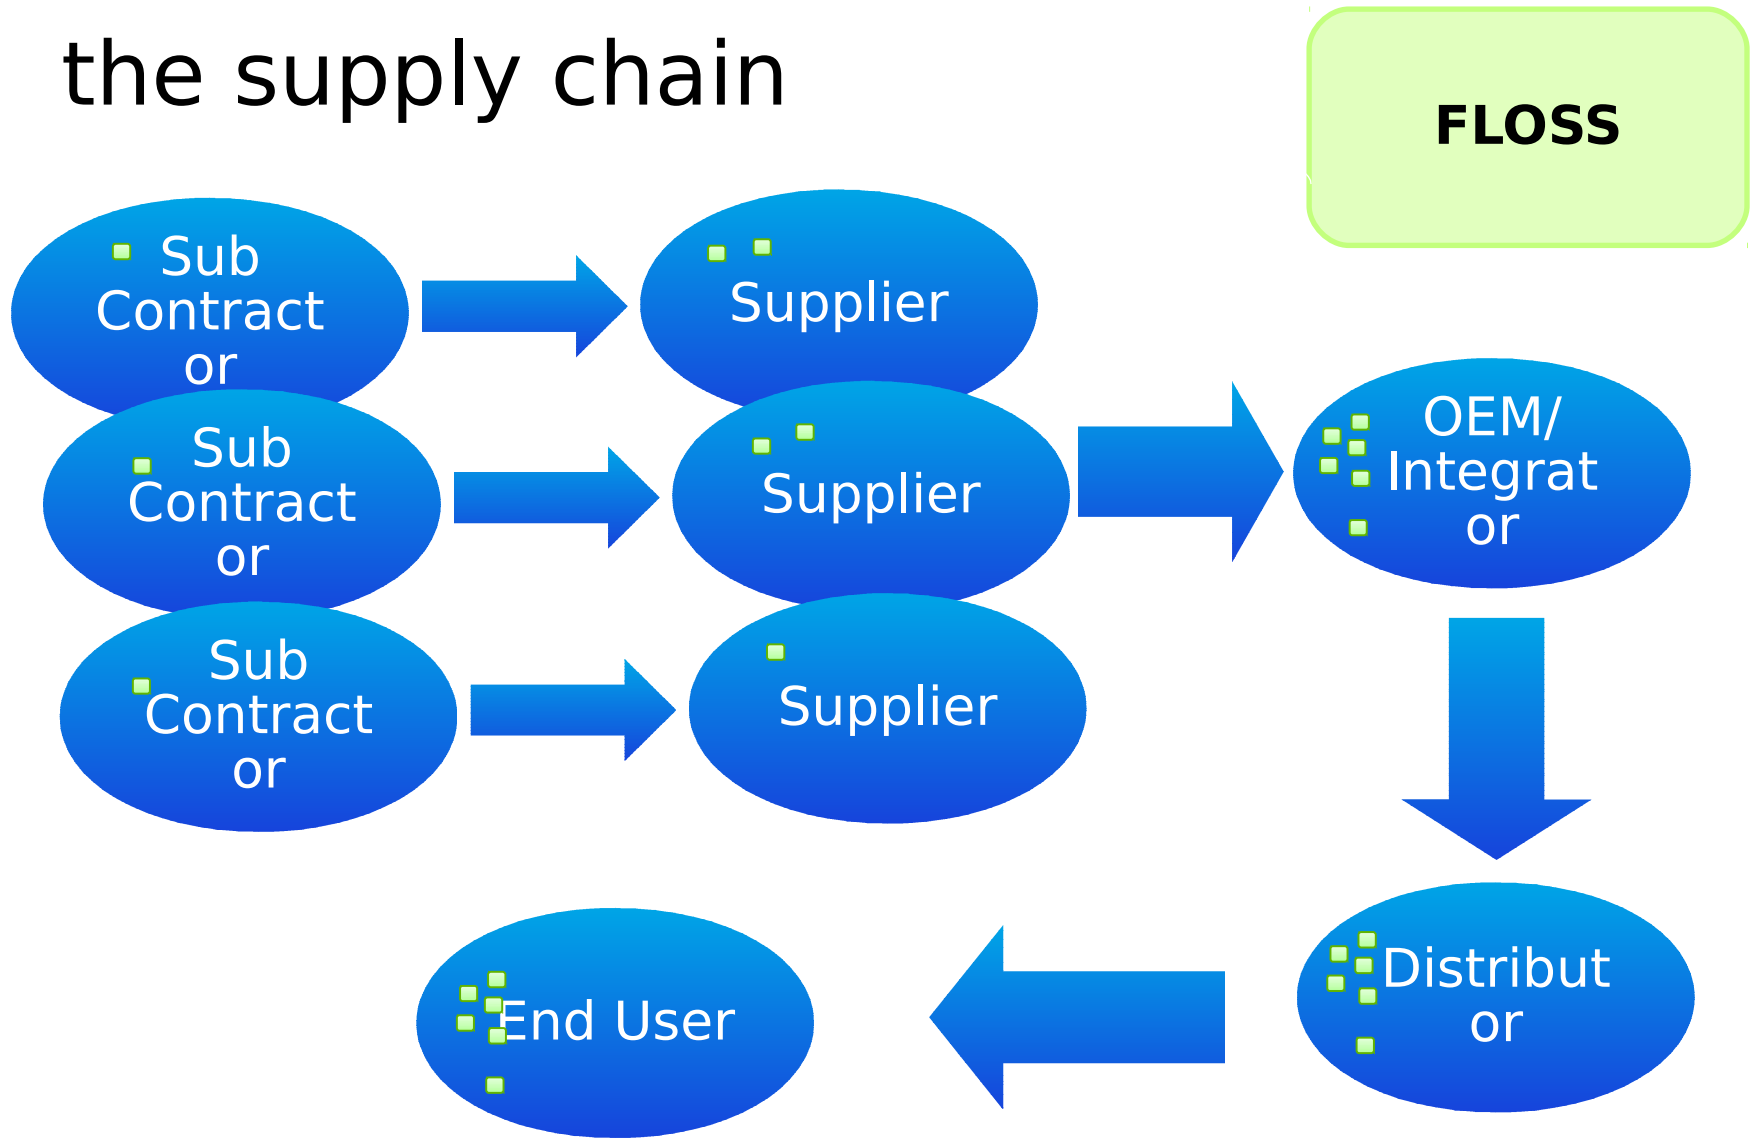 the supply chain
FLOSS
Sub
Contract
or
Supplier
Sub
Contract
or
Supplier
OEM/
Integrat
or
Sub
Contract
or
Supplier
Distribut
or
End User